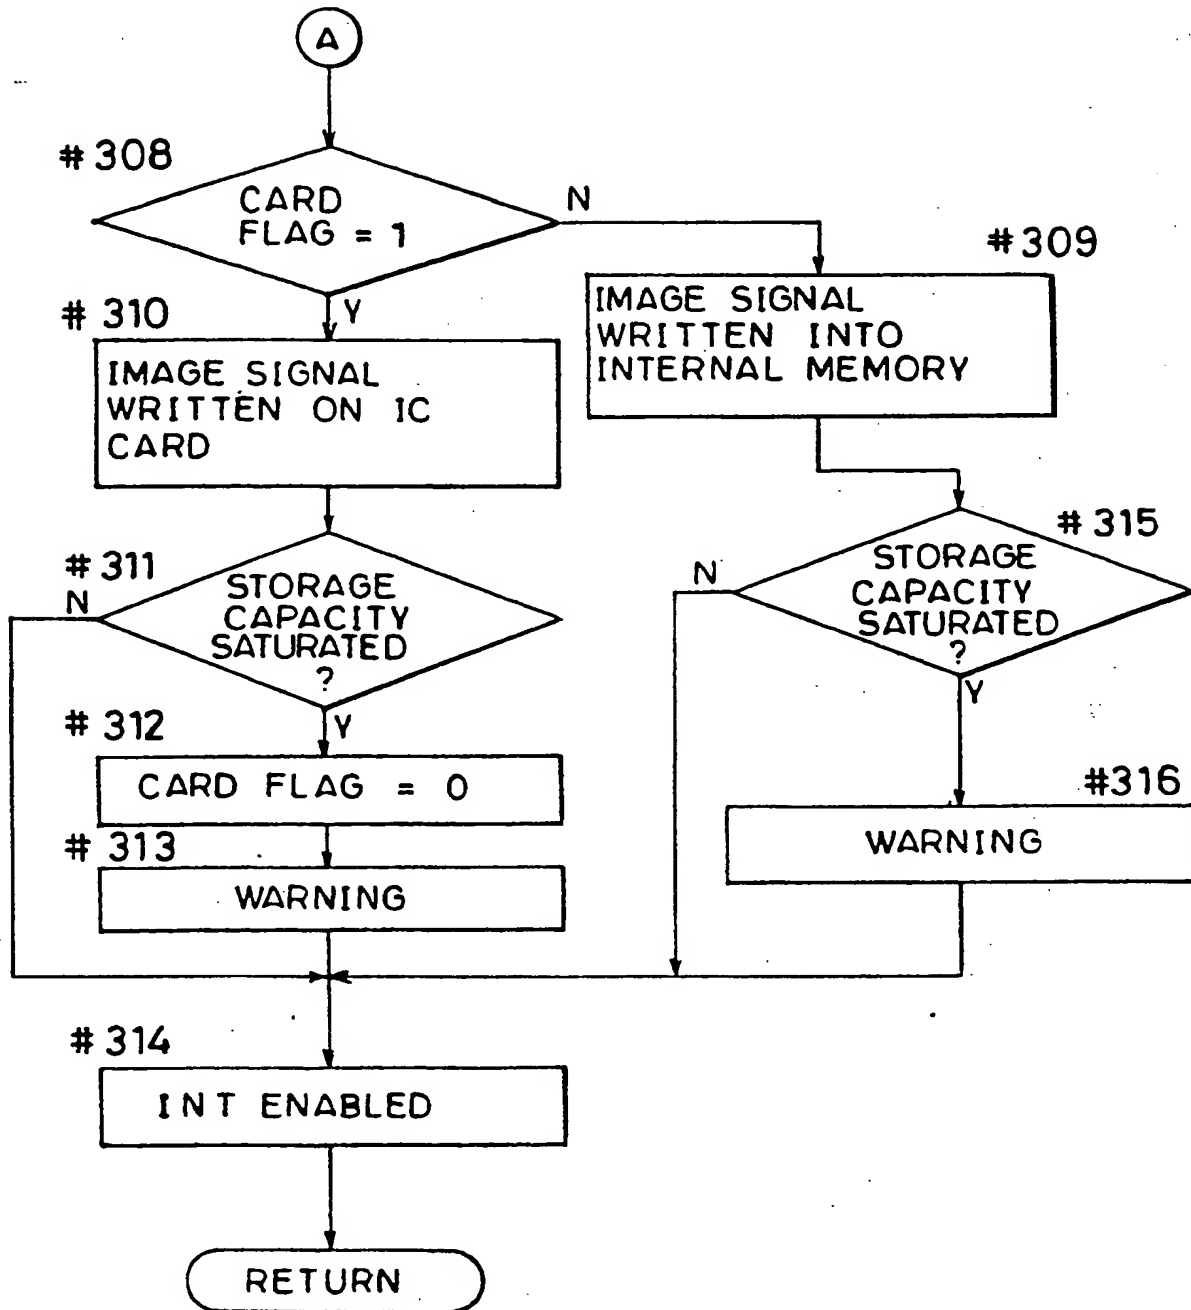 A
# 308
CARD
FLAG = 1
N
Y
# 309
IMAGE SIGNAL
WRITTEN INTO
INTERNAL MEMORY
# 310
IMAGE SIGNAL
WRITTEN ON IC
CARD
# 311
STORAGE
CAPACITY
SATURATED
?
N
Y
# 315
STORAGE
CAPACITY
SATURATED
?
N
Y
# 312
CARD FLAG = 0
# 313
WARNING
#316
WARNING
# 314
INT ENABLED
RETURN